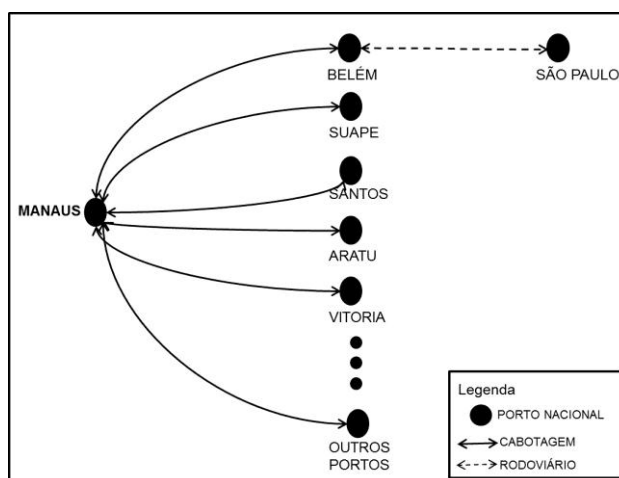 BELÉM
SÃO PAULO
SUAPE
SANTOS
MANAUS
ARATU
VITORIA
OUTROS
PORTOS
Legenda
PORTO NACIONAL
CABOTAGEM
RODOVIÁRIO